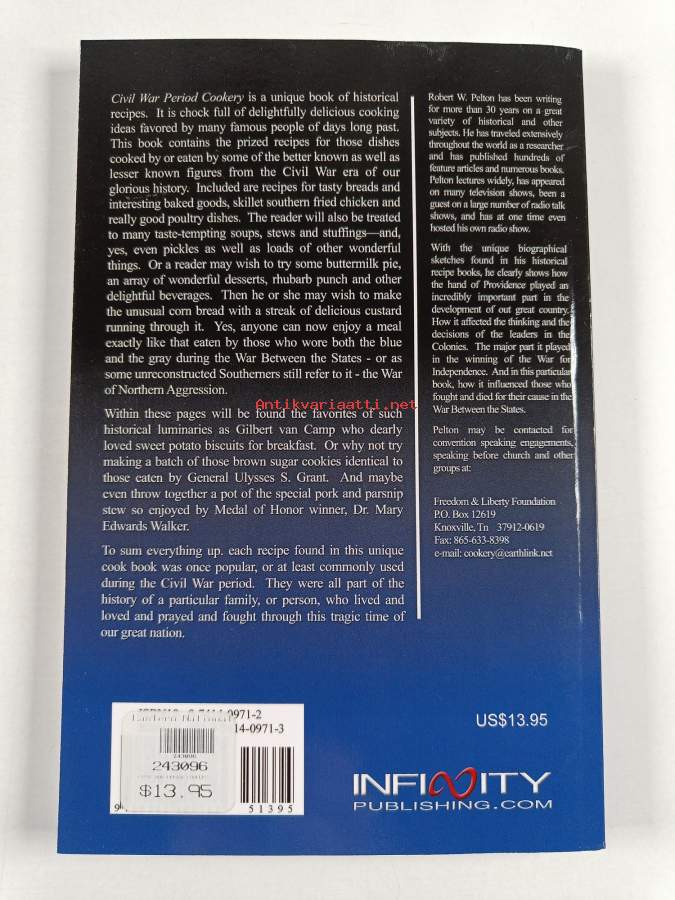 Civil War Period Cookery is a unique book of historical
recipes. It is chock full of delightfully delicious cooking
ideas favored by many famous people of days long past.
This book contains the prized recipes for those dishes
cooked by or eaten by some of the better known as well as
lesser known figures from the Civil War era of our
glorious history. Included are recipes for tasty breads and
interesting baked goods, skillet southern fried chicken and
really good poultry dishes. The reader will also be treated
to many taste-tempting soups, stews and stuffings—and,
yes, even pickles as well as loads of other wonderful
things. Or a reader may wish to try some buttermilk pie,
an array of wonderful desserts, rhubarb punch and other
delightful beverages. Then he or she may wish to make
the unusual corn bread with a streak of delicious custard
running through it. Yes, anyone can now enjoy a meal
exactly like that eaten by those who wore both the blue
and the gray during the War Between the States - or as
some unreconstructed Southerners still refer to it - the War
of Northern Aggression.
Within these pages will be found the favorites of such
historical luminaries as Gilbert van Camp who dearly
loved sweet potato biscuits for breakfast. Or why not try
making a batch of those brown sugar cookies identical to
those eaten by General Ulysses S. Grant. And maybe
even throw together a pot of the special pork and parsnip
stew so enjoyed by Medal of Honor winner, Dr. Mary
Edwards Walker.
To sum everything up, each recipe found in this unique
cook book was once popular, or at least commonly used
during the Civil War period. They were all part of the
history of a particular family, or person, who lived and
loved and prayed and fought through this tragic time of
our great nation.
Robert W. Pelton has been writing
for more than 30 years on a great
variety of historical and other
subjects. He has traveled extensively
throughout the world as a researcher
and has published hundreds of
feature articles and numerous books.
Pelton lectures widely, has appeared
on many television shows, been a
guest on a large number of radio talk
shows, and has at one time even
hosted his own radio show.
With the unique biographical
sketches found in his historical
recipe books, he clearly shows how
the hand of Providence played an
incredibly important part in the
development of out great country.
How it affected the thinking and the
decisions of the leaders in the
Colonies. The major part it played
in the winning of the War for
Independence. And in this particular
book, how it influenced those who
fought and died for their cause in the
War Between the States.
Pelton may be contacted for
convention speaking engagements,
speaking before church and other
groups at:
Freedom & Liberty Foundation
P.O. Box 12619
Knoxville, Tn 37912-0619
Fax: 865-633-8398
e-mail: cookery@earthlink.net
Antikvariaatti.net
0971-2
Eastern National
14-0971-3
243096
243096
$13.95
9
51395
US$13.95
INFINITY
PUBLISHING.COM